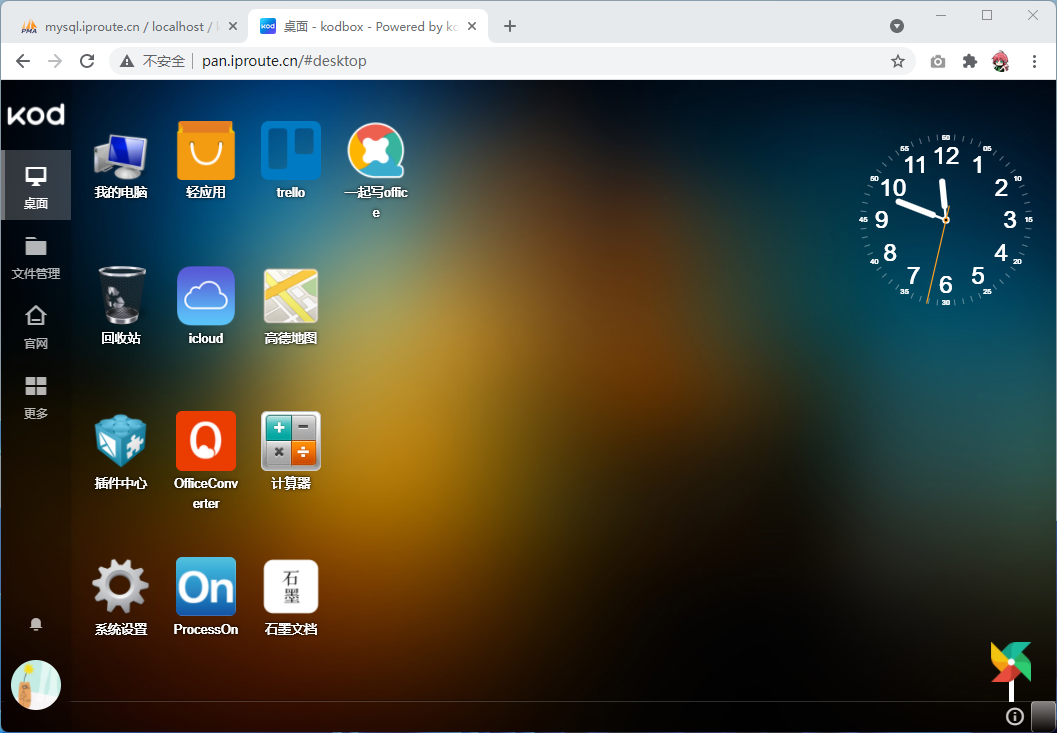 mysql.iproute.cn / localhost / k
桌面 - kodbox - Powered by ko
不安全
pan.iproute.cn/#desktop
kod
桌面
文件管理
官网
更多
我的电脑
轻应用
trello
一起写offic
e
回收站
icloud
高德地图
插件中心
OfficeConv
erter
计算器
系统设置
On
ProcessOn
石
墨
石墨文档
60
05
10
15
20
25
30
35
40
45
50
55
12
1
2
3
4
5
6
7
8
9
10
11